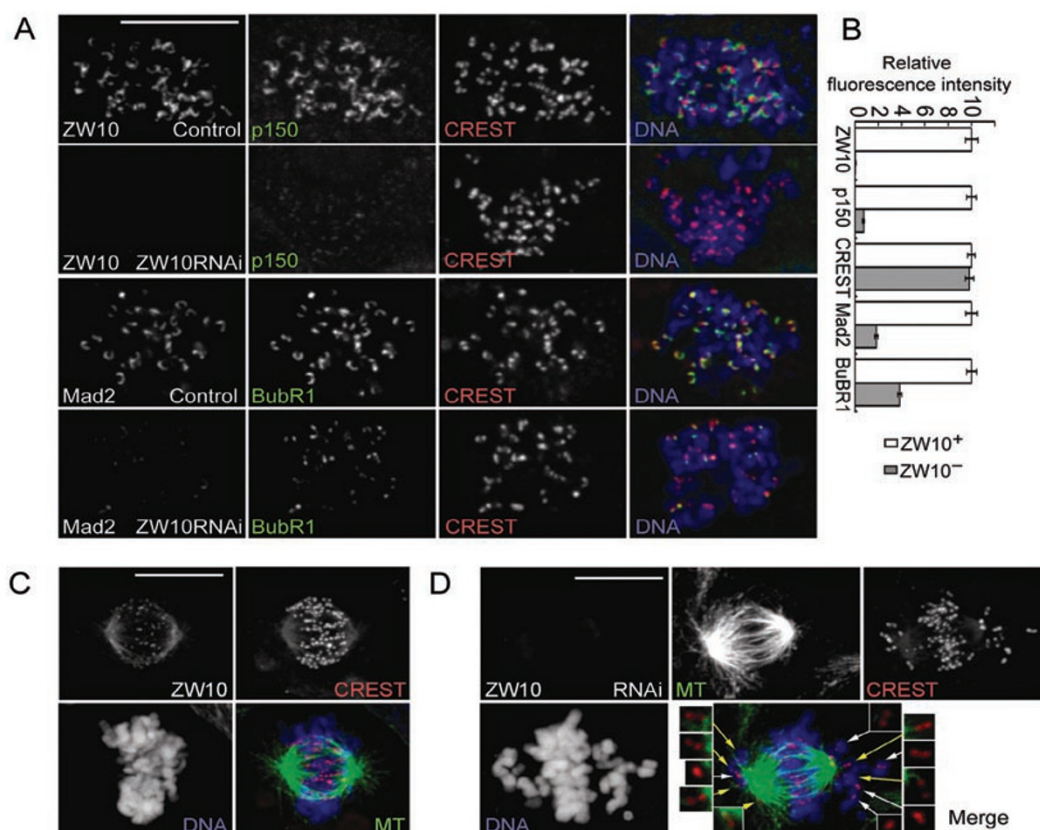 A
ZW10 Control p150 CREST DNA
ZW10 ZW10RNAi p150 CREST DNA
Mad2 Control BubR1 CREST DNA
Mad2 ZW10RNAi BubR1 CREST DNA
B
Relative
fluorescence intensity
0 2 4 6 8 10
ZW10
p150
CREST
Mad2
BuBR1
ZW10+
ZW10−
C
ZW10 CREST
DNA MT
D
ZW10 RNAi MT CREST
DNA Merge